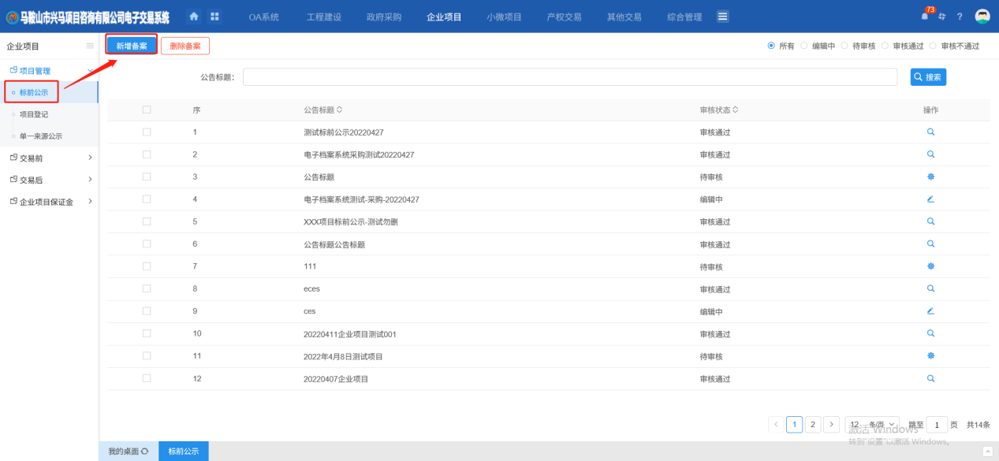 马鞍山市兴马项目咨询有限公司电子交易系统 OA系统 工程建设 政府采购 企业项目 小微项目 产权交易 其他交易 综合管理 73 ?
企业项目 新增备案 删除备案 所有 编辑中 待审核 审核通过 审核不通过
项目管理
标前公示
项目登记
单一来源公示
交易前
交易后
企业项目保证金
公告标题： 搜索
序 公告标题 审核状态 操作
1 测试标前公示20220427 审核通过
2 电子档案系统采购测试20220427 审核通过
3 公告标题 待审核
4 电子档案系统测试-采购-20220427 编辑中
5 XXX项目标前公示-测试勿删 审核通过
6 公告标题公告标题 审核通过
7 111 待审核
8 eces 审核通过
9 ces 编辑中
10 20220411企业项目测试001 审核通过
11 2022年4月8日测试项目 待审核
12 20220407企业项目 审核通过
1 2 12 条/页 跳至 1 页 共14条
激活 Windows
转到"设置"以激活 Windows。
我的桌面 标前公示